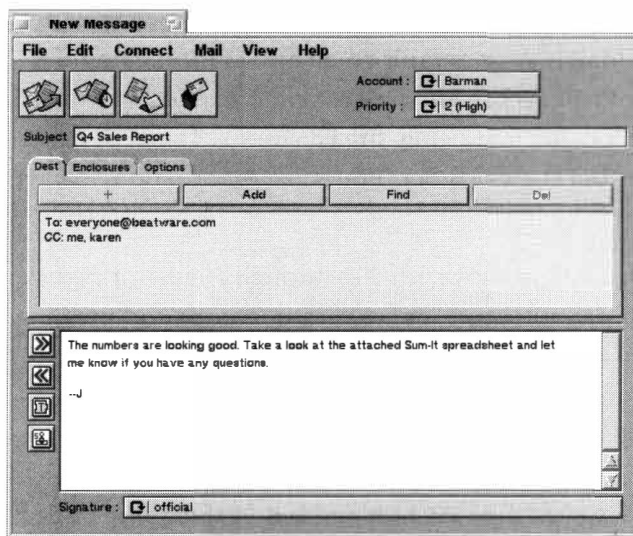 New Message
File Edit Connect Mail View Help
Account : Barman
Priority : 2 (High)
Subject Q4 Sales Report
Dest Enclosures Options
+ Add Find Del
To: everyone@beatware.com
CC: me, karen
The numbers are looking good. Take a look at the attached Sum-It spreadsheet and let
me know if you have any questions.
--J
Signature : official